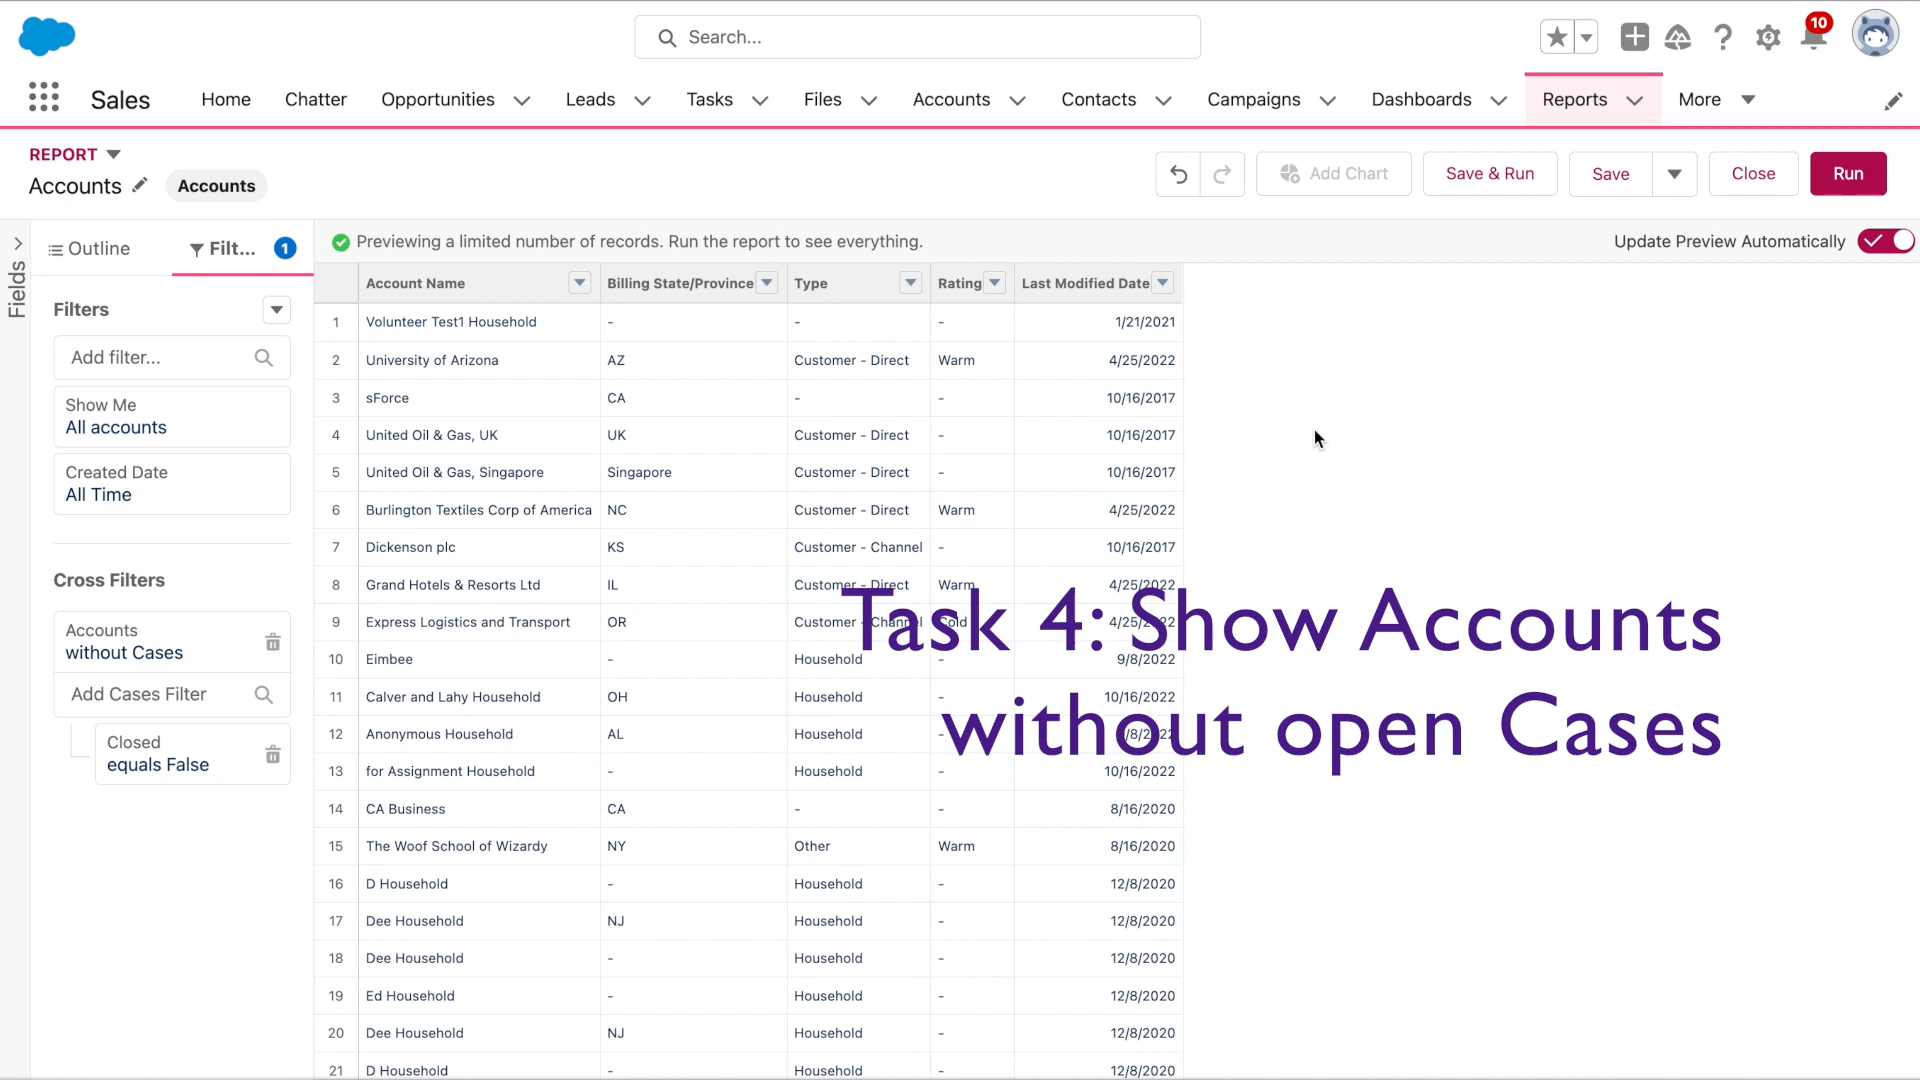 Search...
10
Sales
Home
Chatter
Opportunities
Leads
Tasks
Files
Accounts
Contacts
Campaigns
Dashboards
Reports
More
REPORT
Accounts
Accounts
Add Chart
Save & Run
Save
Close
Run
Fields
Outline
Filt...
1
Previewing a limited number of records. Run the report to see everything.
Update Preview Automatically
Filters
Add filter...
Show Me
All accounts
Created Date
All Time
Cross Filters
Accounts
without Cases
Add Cases Filter
Closed
equals False
Account Name Billing State/Province Type Rating Last Modified Date
1 Volunteer Test1 Household - - - 1/21/2021
2 University of Arizona AZ Customer - Direct Warm 4/25/2022
3 sForce CA - - 10/16/2017
4 United Oil & Gas, UK UK Customer - Direct - 10/16/2017
5 United Oil & Gas, Singapore Singapore Customer - Direct - 10/16/2017
6 Burlington Textiles Corp of America NC Customer - Direct Warm 4/25/2022
7 Dickenson plc KS Customer - Channel - 10/16/2017
8 Grand Hotels & Resorts Ltd IL Customer - Direct Warm 4/25/2022
9 Express Logistics and Transport OR Customer - Channel Cold 4/25/2022
10 Eimbee - Household - 9/8/2022
11 Calver and Lahy Household OH Household - 10/16/2022
12 Anonymous Household AL Household -
13 for Assignment Household - Household - 10/16/2022
14 CA Business CA - - 8/16/2020
15 The Woof School of Wizardy NY Other Warm 8/16/2020
16 D Household - Household - 12/8/2020
17 Dee Household NJ Household - 12/8/2020
18 Dee Household - Household - 12/8/2020
19 Ed Household - Household - 12/8/2020
20 Dee Household NJ Household - 12/8/2020
21 D Household - Household - 12/8/2020
Task 4: Show Accounts
without open Cases